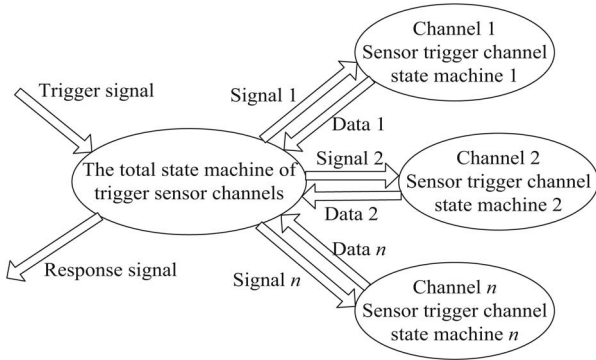 Channel 1
Sensor trigger channel
state machine 1
Trigger signal
Signal 1
Data 1
The total state machine of
trigger sensor channels
Signal 2
Data 2
Channel 2
Sensor trigger channel
state machine 2
Response signal
Data n
Signal n
Channel n
Sensor trigger channel
state machine n